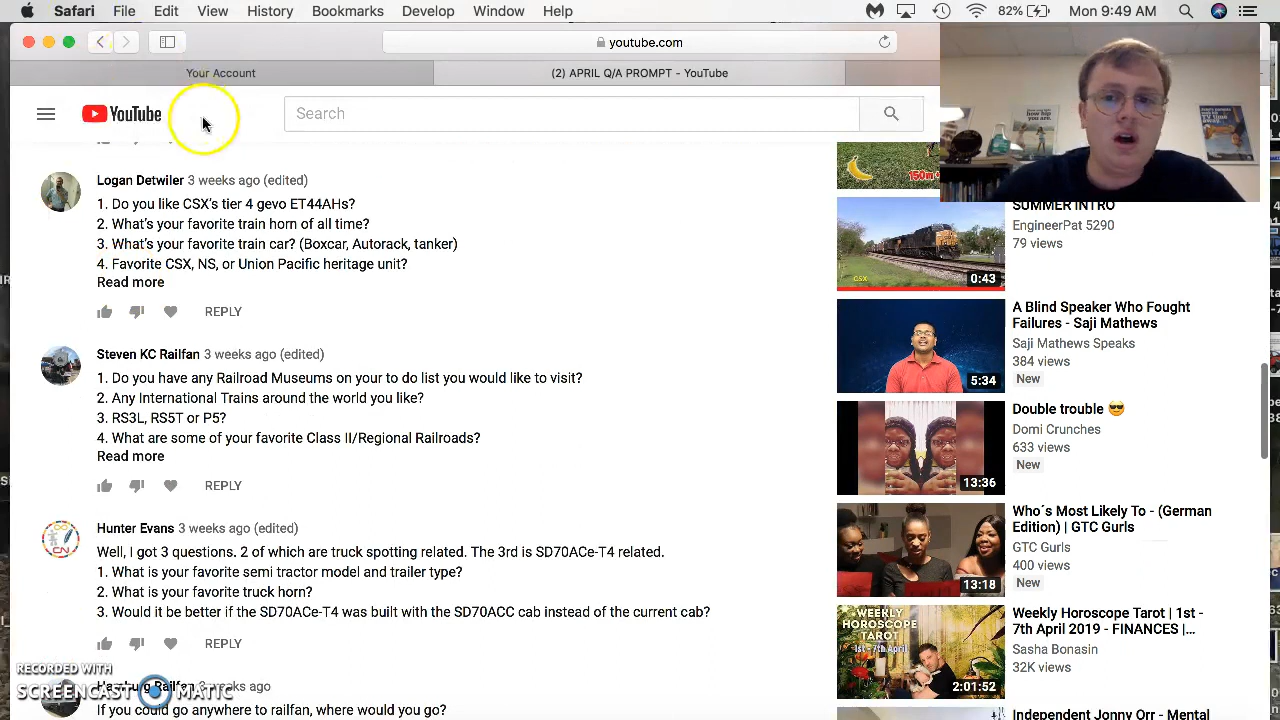 Safari File Edit View History Bookmarks Develop Window Help 82% Mon 9:49 AM
youtube.com
Your Account (2) APRIL Q/A PROMPT - YouTube
YouTube Search
Logan Detwiler 3 weeks ago (edited)
1. Do you like CSX's tier 4 gevo ET44AHs?
2. What's your favorite train horn of all time?
3. What's your favorite train car? (Boxcar, Autorack, tanker)
4. Favorite CSX, NS, or Union Pacific heritage unit?
Read more
REPLY
Steven KC Railfan 3 weeks ago (edited)
1. Do you have any Railroad Museums on your to do list you would like to visit?
2. Any International Trains around the world you like?
3. RS3L, RS5T or P5?
4. What are some of your favorite Class II/Regional Railroads?
Read more
REPLY
Hunter Evans 3 weeks ago (edited)
Well, I got 3 questions. 2 of which are truck spotting related. The 3rd is SD70ACe-T4 related.
1. What is your favorite semi tractor model and trailer type?
2. What is your favorite truck horn?
3. Would it be better if the SD70ACe-T4 was built with the SD70ACC cab instead of the current cab?
REPLY
RECORDED WITH
SCREENCAST MATIC
Hamburg Railfan 3 weeks ago
If you could go anywhere to
where would you go?
150m
SUMMER INTRO
EngineerPat 5290
79 views
CSX
0:43
A Blind Speaker Who Fought
Failures - Saji Mathews
Saji Mathews Speaks
384 views
New
5:34
Double trouble 😎
Domi Crunches
633 views
New
13:36
Who´s Most Likely To - (German
Edition) | GTC Gurls
GTC Gurls
400 views
New
13:18
WEEKLY
HOROSCOPE
TAROT
1st - 7th April
2:01:52
Weekly Horoscope Tarot | 1st -
7th April 2019 - FINANCES |...
Sasha Bonasin
32K views
Independent Jonny Orr - Mental